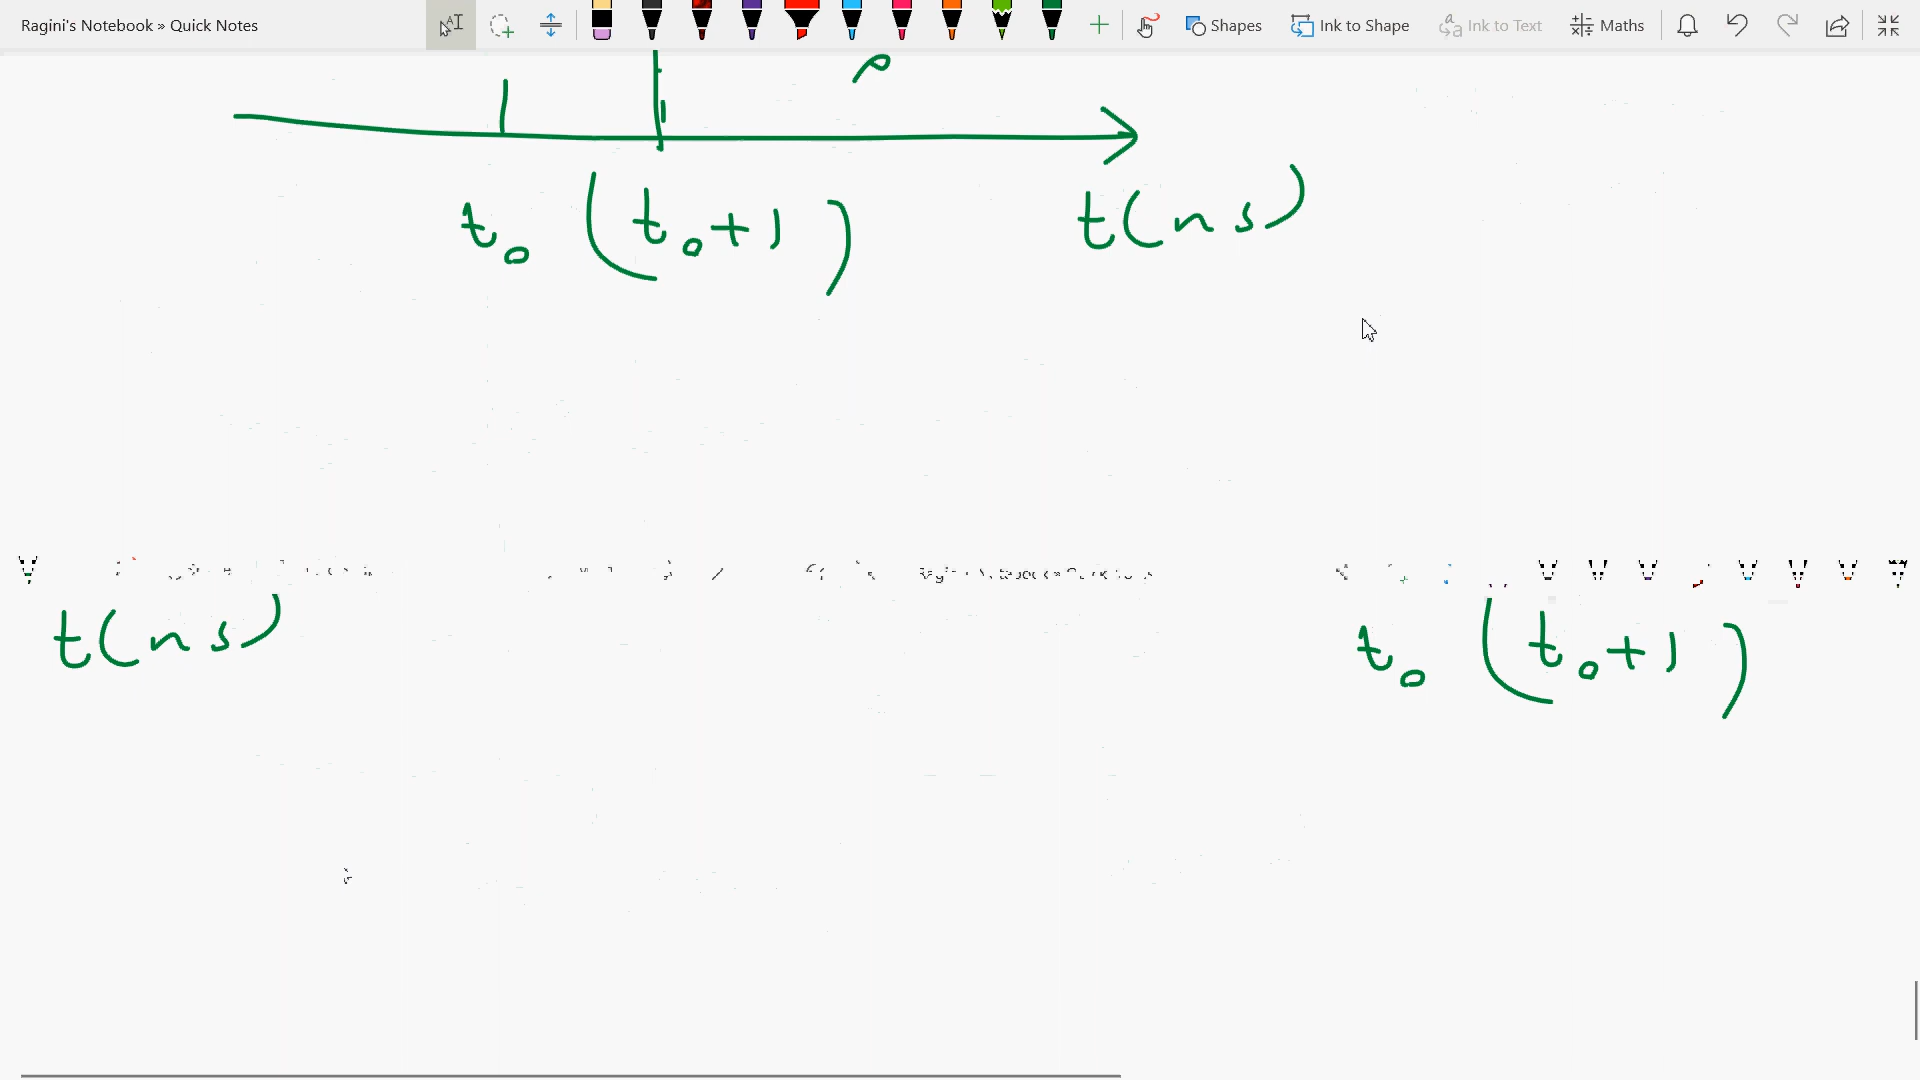 Ragini's Notebook » Quick Notes Shapes Ink to Shape Ink to Text Maths
t₀ (t₀+1) t(ns)
t(ns) t₀ (t₀+1)